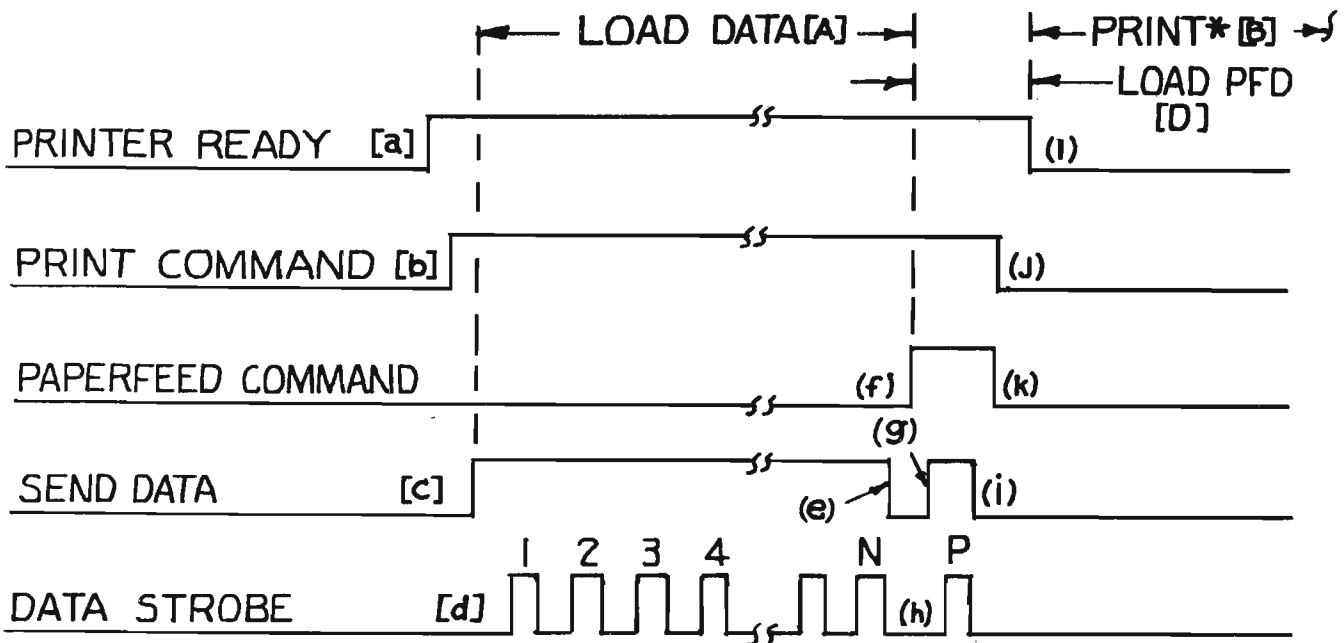 LOAD DATA[A] PRINT* [B]
LOAD PFD
[D]
PRINTER READY [a] (l)
PRINT COMMAND [b] (J)
PAPERFEED COMMAND (f) (k)
(g)
SEND DATA [c] (e) (i)
1 2 3 4 N P
DATA STROBE [d] (h)